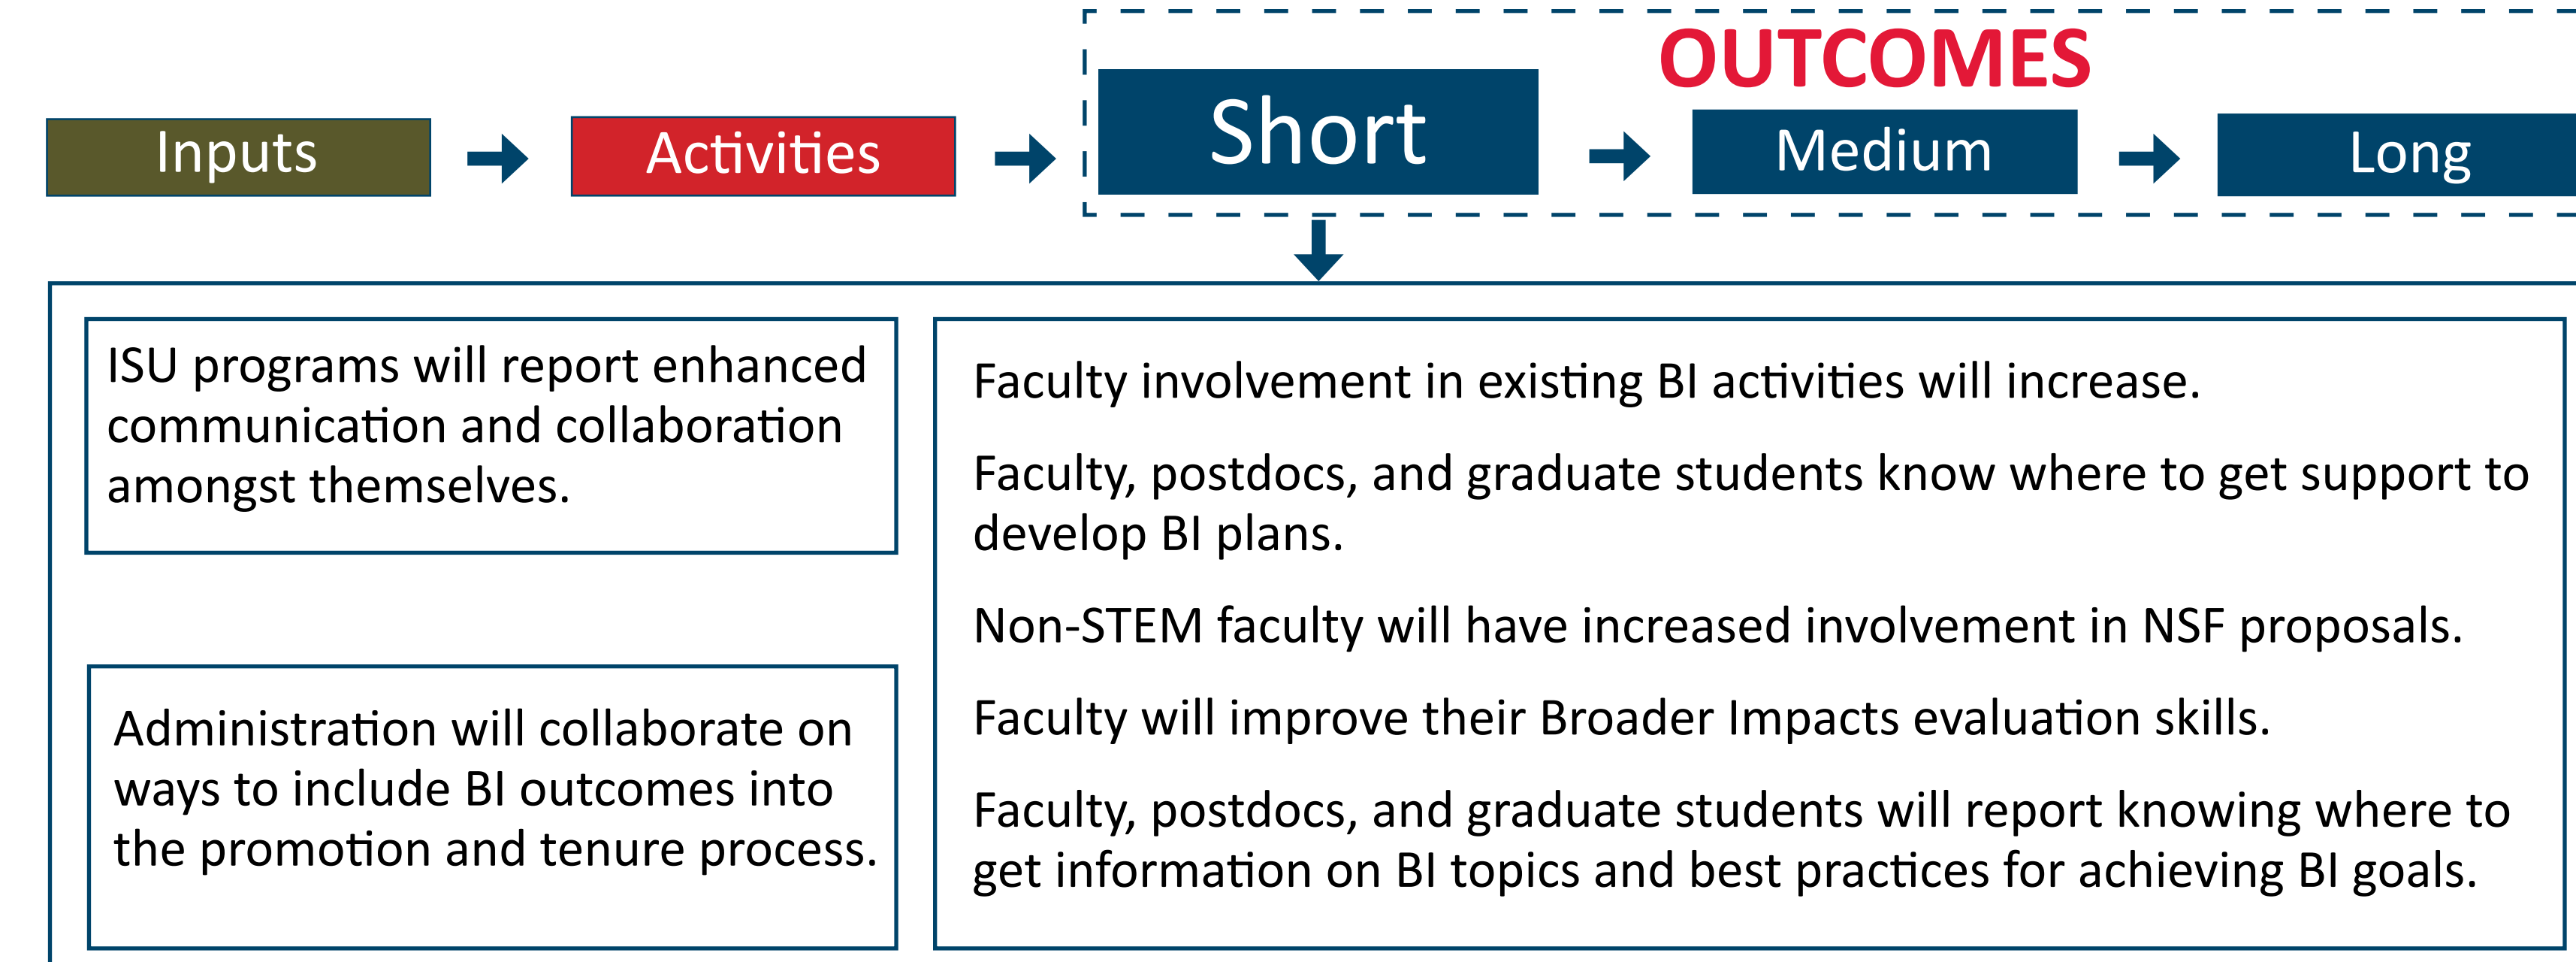 OUTCOMES
Inputs
Activities
Short
Medium
Long
ISU programs will report enhanced
communication and collaboration
amongst themselves.
Administration will collaborate on
ways to include BI outcomes into
the promotion and tenure process.
Faculty involvement in existing BI activities will increase.
Faculty, postdocs, and graduate students know where to get support to
develop BI plans.
Non-STEM faculty will have increased involvement in NSF proposals.
Faculty will improve their Broader Impacts evaluation skills.
Faculty, postdocs, and graduate students will report knowing where to
get information on BI topics and best practices for achieving BI goals.